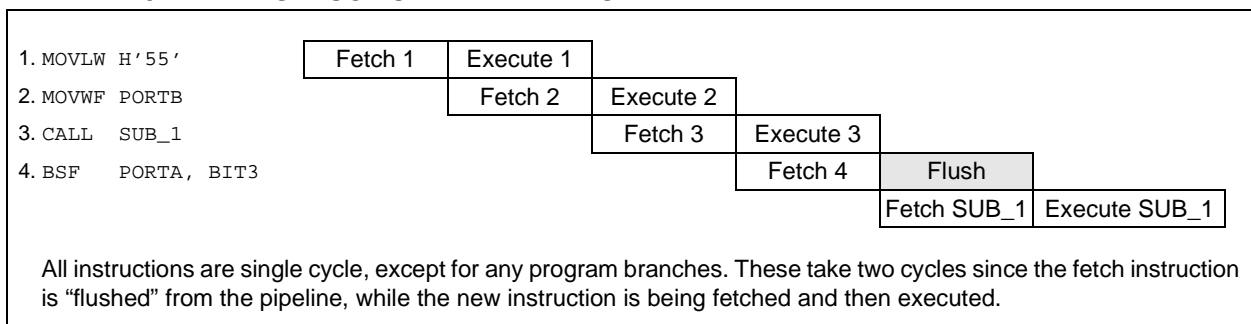 1. MOVLW H'55' Fetch 1 Execute 1
2. MOVWF PORTB Fetch 2 Execute 2
3. CALL SUB_1 Fetch 3 Execute 3
4. BSF PORTA, BIT3 Fetch 4 Flush
Fetch SUB_1 Execute SUB_1
All instructions are single cycle, except for any program branches. These take two cycles since the fetch instruction
is “flushed” from the pipeline, while the new instruction is being fetched and then executed.